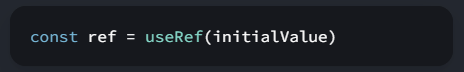 const ref = useRef(initialValue)